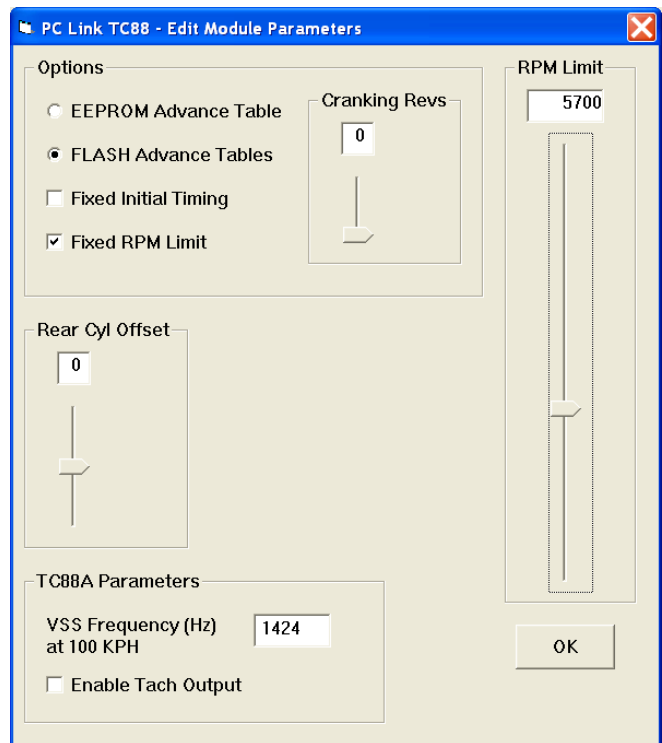 PC Link TC88 - Edit Module Parameters
Options
EEPROM Advance Table
FLASH Advance Tables
Fixed Initial Timing
Fixed RPM Limit
Cranking Revs
0
RPM Limit
5700
Rear Cyl Offset
0
TC88A Parameters
VSS Frequency (Hz)
at 100 KPH
1424
Enable Tach Output
OK